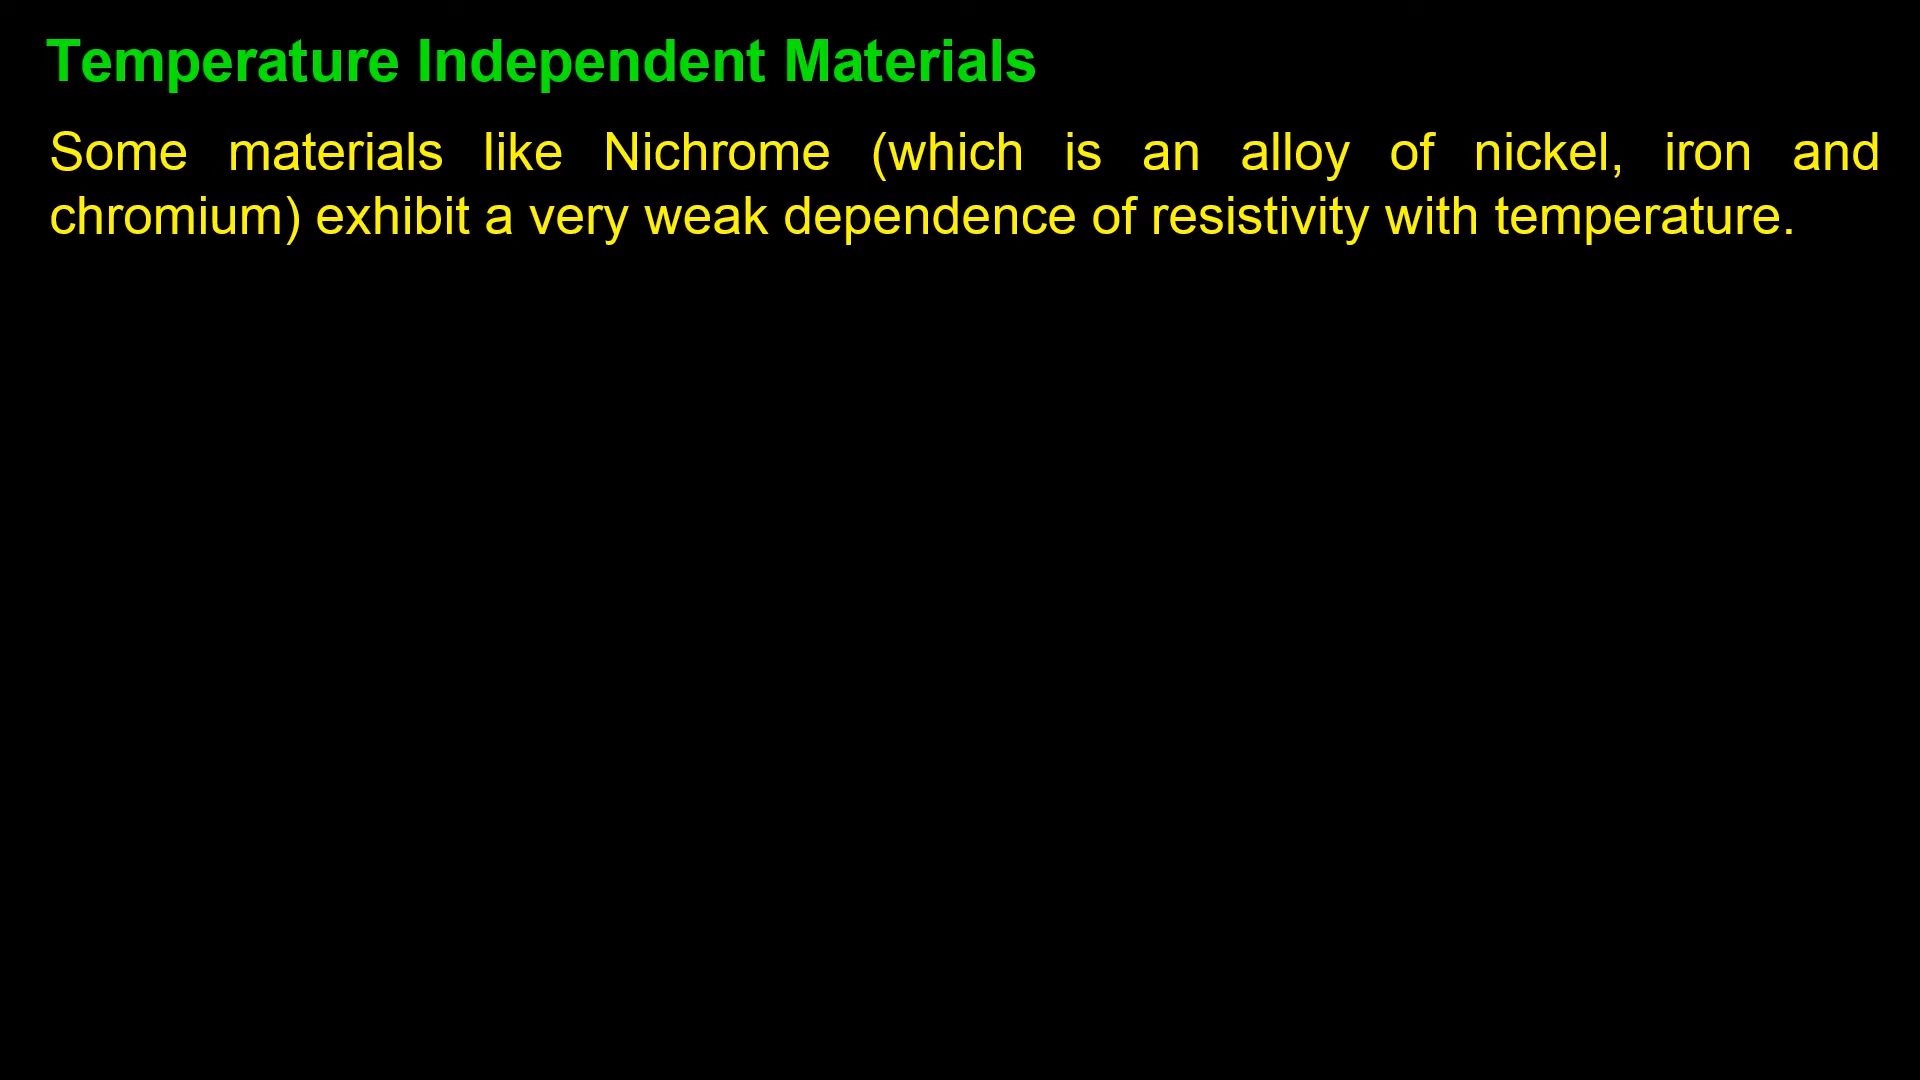 Temperature Independent Materials
Some materials like Nichrome (which is an alloy of nickel, iron and
chromium) exhibit a very weak dependence of resistivity with temperature.